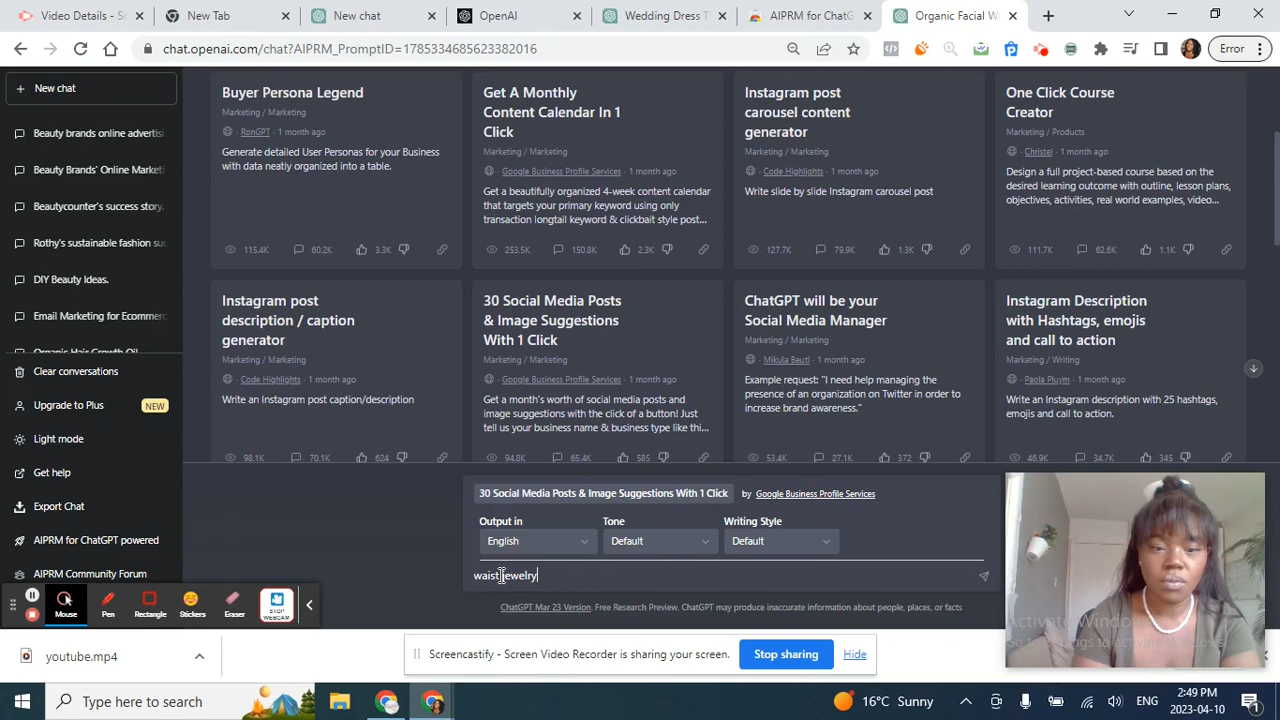 Video Details - S
New Tab
New chat
OpenAI
Wedding Dress T
AIPRM for ChatG
Organic Facial Wa
chat.openai.com/chat?AIPRM_PromptID=1785334685623382016
Error
New chat
Beauty brands online advertisi
Beauty Brands' Online Marketi
Beautycounter's success story.
Rothy's sustainable fashion suc
DIY Beauty Ideas.
Email Marketing for Ecommerc
Organic Hair Growth Oil
Clear conversations
Upgrade to Plus
NEW
Light mode
Get help
Export Chat
AIPRM for ChatGPT powered
AIPRM Community Forum
Buyer Persona Legend
Marketing / Marketing
RonGPT · 1 month ago
Generate detailed User Personas for your Business
with data neatly organized into a table.
115.4K 60.2K 3.3K
Get A Monthly
Content Calendar In 1
Click
Marketing / Marketing
Google Business Profile Services · 1 month ago
Get a beautifully organized 4-week content calendar
that targets your primary keyword using only
transaction longtail keyword & clickbait style post...
253.5K 150.8K 2.3K
Instagram post
carousel content
generator
Marketing / Marketing
Code Highlights · 1 month ago
Write slide by slide Instagram carousel post
127.7K 79.9K 1.3K
One Click Course
Creator
Marketing / Products
Christel · 1 month ago
Design a full project-based course based on the
desired learning outcome with outline, lesson plans,
objectives, activities, real world examples, video...
111.7K 62.6K 1.1K
Instagram post
description / caption
generator
Marketing / Marketing
Code Highlights · 1 month ago
Write an Instagram post caption/description
98.1K 70.1K 624
30 Social Media Posts
& Image Suggestions
With 1 Click
Marketing / Marketing
Google Business Profile Services · 1 month ago
Get a month's worth of social media posts and
image suggestions with the click of a button! Just
tell us your business name & business type like thi...
94.8K 65.4K 585
ChatGPT will be your
Social Media Manager
Marketing / Marketing
Mikula Beutl · 1 month ago
Example request: "I need help managing the
presence of an organization on Twitter in order to
increase brand awareness."
53.4K 27.1K 372
Instagram Description
with Hashtags, emojis
and call to action
Marketing / Writing
Paola Pluym · 1 month ago
Write an Instagram description with 25 hashtags,
emojis and call to action.
46.9K 34.7K 345
30 Social Media Posts & Image Suggestions With 1 Click by Google Business Profile Services
Output in Tone Writing Style
English Default Default
waist jewelry
ChatGPT Mar 23 Version. Free Research Preview. ChatGPT may produce inaccurate information about people, places, or facts
Mouse
Pen
Rectangle
Stickers
Eraser
STOP
WEBCAM
Activate Windows
Go to Settings to activate Windows.
youtube.mp4
Screencastify - Screen Video Recorder is sharing your screen.
Stop sharing
Hide
Type here to search
16°C Sunny
ENG
2:49 PM
2023-04-10
1